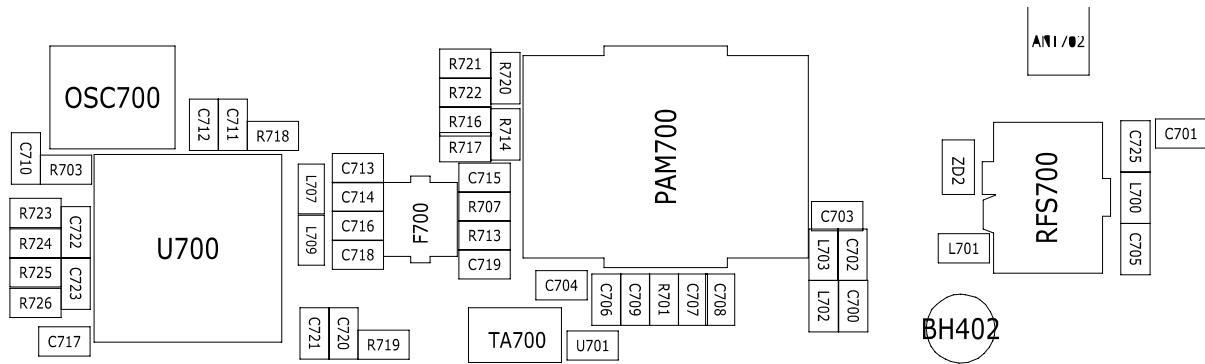 ANT702
R721
R720
OSC700
R722
C712
C711
R718
R716
R714
PAM700
C725
C701
R717
C710
R703
C713
C715
ZD2
L707
C714
R707
L700
RFS700
R723
C722
C716
F700
C703
R724
U700
L709
R713
L703
C702
L701
C705
C718
C719
R725
C723
C704
R726
C706
C709
R701
C707
C708
L702
C700
C721
C720
BH402
C717
R719
TA700
U701